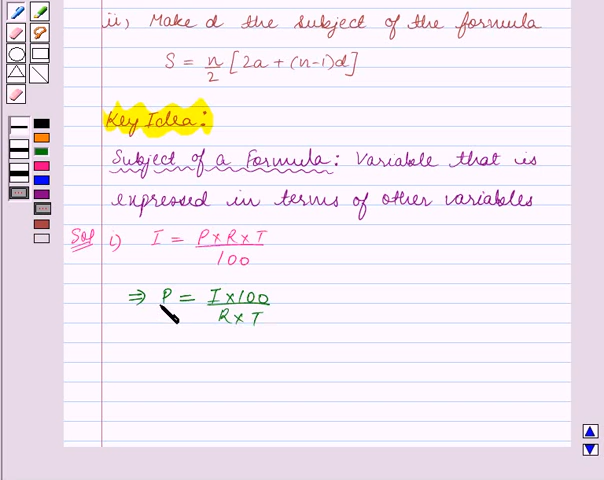 ii, Make d the subject of the formula
S = n/2 [2a + (n-1)d]
Key Idea:
Subject of a Formula: Variable that is
expressed in terms of other variables
Sol i) I = P×R×T/100
⇒ P = I×100/R×T